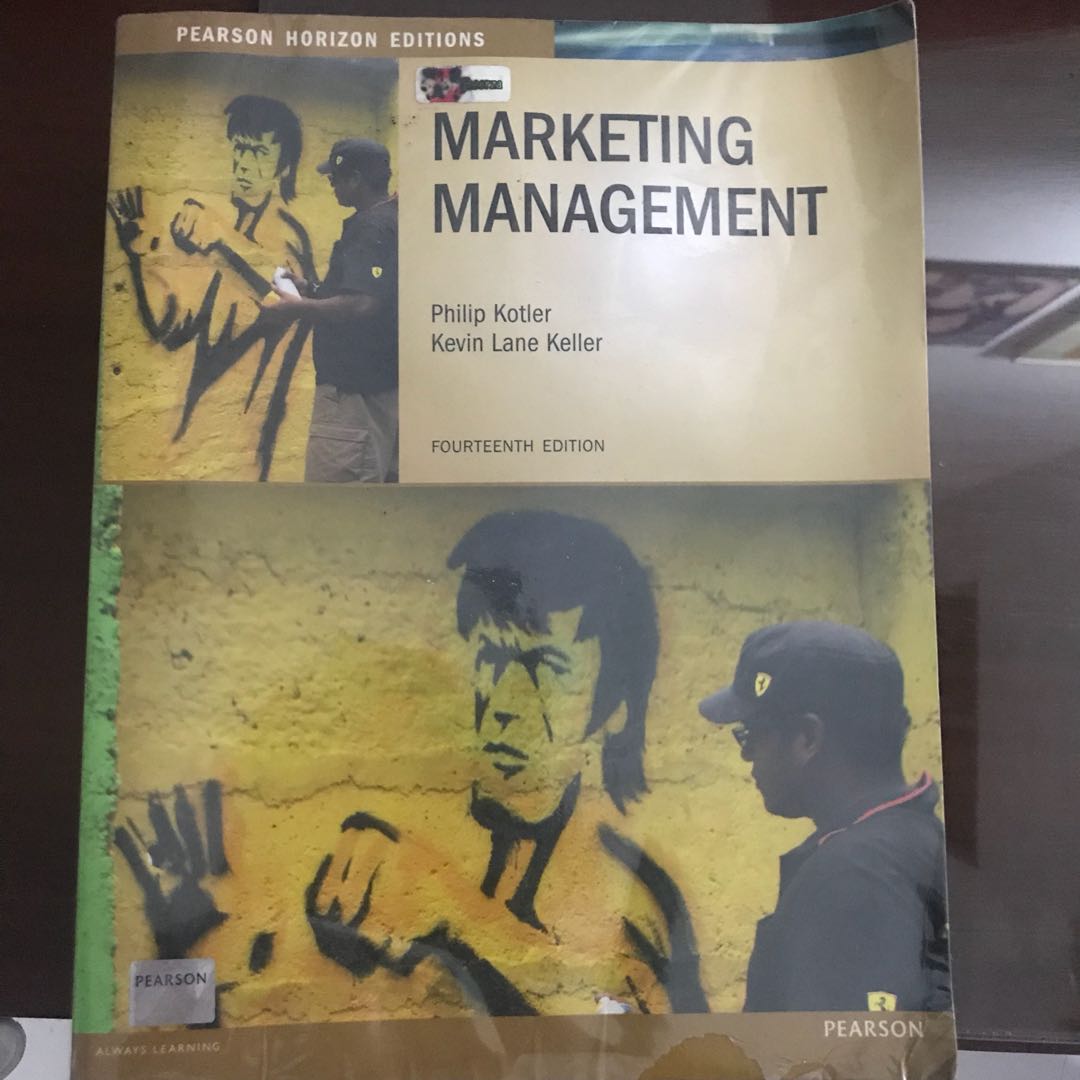 PEARSON HORIZON EDITIONS
MARKETING
MANAGEMENT
Philip Kotler
Kevin Lane Keller
FOURTEENTH EDITION
PEARSON
ALWAYS LEARNING
PEARSON